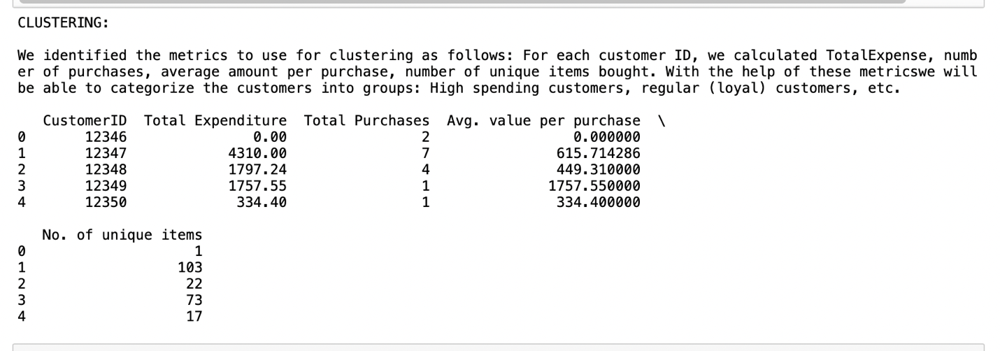 CLUSTERING:
We identified the metrics to use for clustering as follows: For each customer ID, we calculated TotalExpense, numb
er of purchases, average amount per purchase, number of unique items bought. With the help of these metricswe will
be able to categorize the customers into groups: High spending customers, regular (loyal) customers, etc.
   CustomerID  Total Expenditure  Total Purchases  Avg. value per purchase  \
0       12346               0.00                2                 0.000000
1       12347            4310.00                7               615.714286
2       12348            1797.24                4               449.310000
3       12349            1757.55                1              1757.550000
4       12350             334.40                1               334.400000
   No. of unique items
0                    1
1                  103
2                   22
3                   73
4                   17